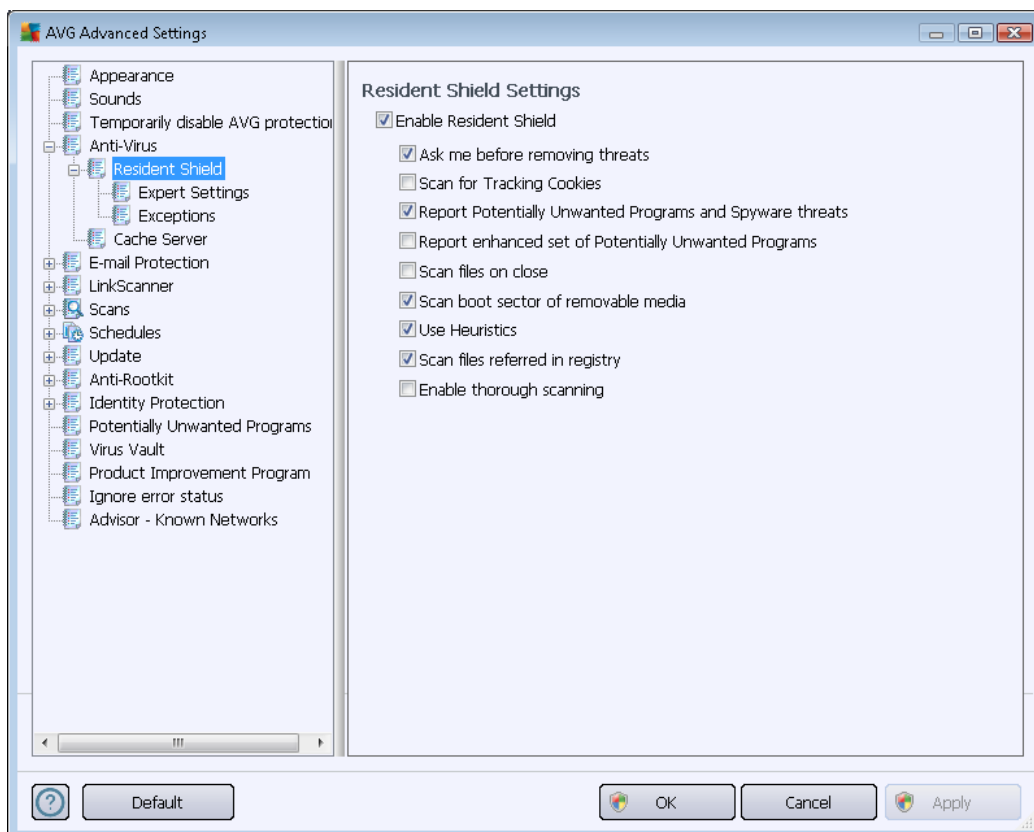 AVG Advanced Settings
Appearance
Sounds
Temporarily disable AVG protection
Anti-Virus
Resident Shield
Expert Settings
Exceptions
Cache Server
E-mail Protection
LinkScanner
Scans
Schedules
Update
Anti-Rootkit
Identity Protection
Potentially Unwanted Programs
Virus Vault
Product Improvement Program
Ignore error status
Advisor - Known Networks
Resident Shield Settings
Enable Resident Shield
Ask me before removing threats
Scan for Tracking Cookies
Report Potentially Unwanted Programs and Spyware threats
Report enhanced set of Potentially Unwanted Programs
Scan files on close
Scan boot sector of removable media
Use Heuristics
Scan files referred in registry
Enable thorough scanning
?
Default
OK
Cancel
Apply